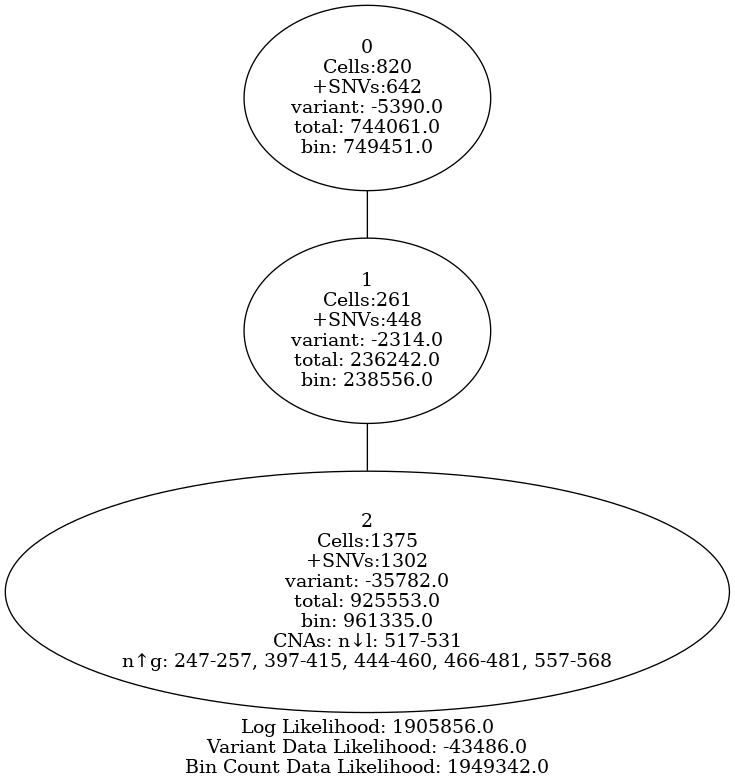 0
Cells:820
+SNVs:642
variant: -5390.0
total: 744061.0
bin: 749451.0
1
Cells:261
+SNVs:448
variant: -2314.0
total: 236242.0
bin: 238556.0
2
Cells:1375
+SNVs:1302
variant: -35782.0
total: 925553.0
bin: 961335.0
CNAs: n↓l: 517-531
n↑g: 247-257, 397-415, 444-460, 466-481, 557-568
Log Likelihood: 1905856.0
Variant Data Likelihood: -43486.0
Bin Count Data Likelihood: 1949342.0